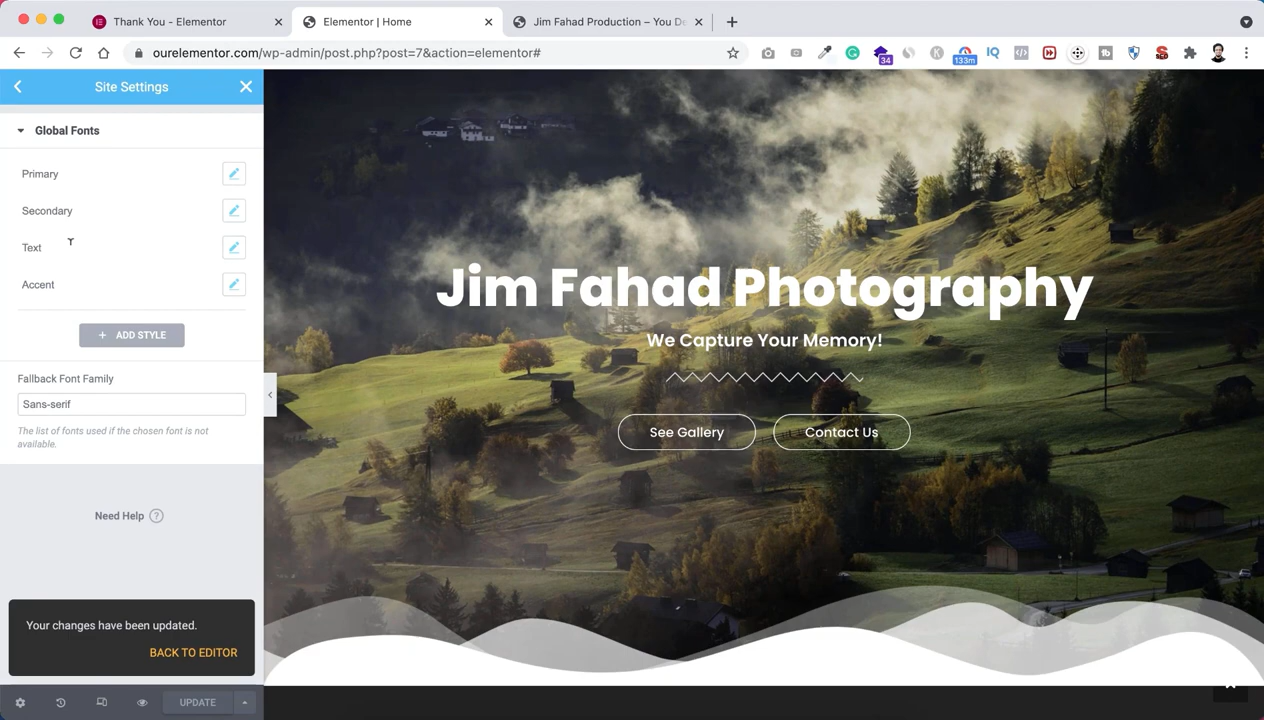 Thank You - Elementor
Elementor | Home
Jim Fahad Production – You De
ourelementor.com/wp-admin/post.php?post=7&action=elementor#
34
133m
IQ
Site Settings
Global Fonts
Primary
Secondary
Text
Accent
+ ADD STYLE
Fallback Font Family
Sans-serif
The list of fonts used if the chosen font is not
available.
Need Help ?
Your changes have been updated.
BACK TO EDITOR
UPDATE
Jim Fahad Photography
We Capture Your Memory!
See Gallery
Contact Us